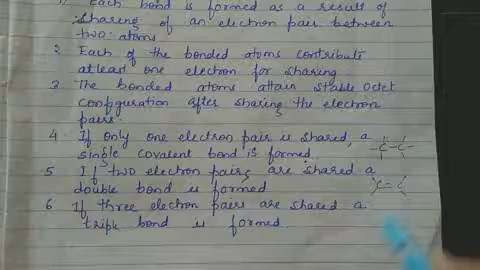 1) Each bond is formed as a result of
sharing of an electron pair between
two atoms
2 Each of the bonded atoms contribute
atleast one electron for sharing
3 The bonded atoms attain stable Octet
configuration after sharing the electron
pairs.
4 If only one electron pair is shared, a
single covalent bond is formed -C-C-
5 If two electron pairs are shared a
double bond is formed C=C
6 If three electron pairs are shared a
triple bond is formed.